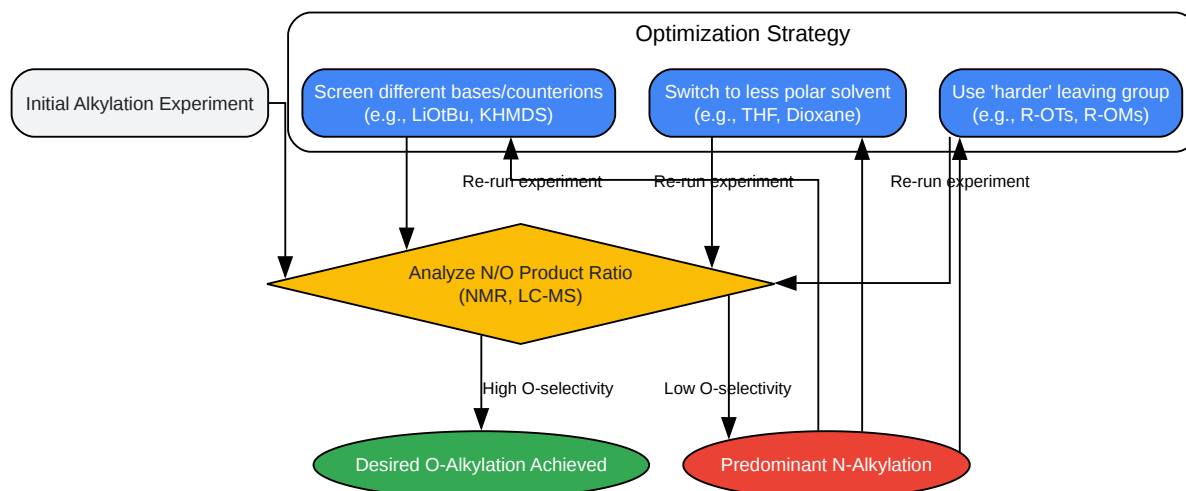 Optimization Strategy
Initial Alkylation Experiment
Screen different bases/counterions
(e.g., LiOtBu, KHMDS)
Switch to less polar solvent
(e.g., THF, Dioxane)
Use 'harder' leaving group
(e.g., R-OTs, R-OMs)
Re-run experiment
Re-run experiment
Re-run experiment
Analyze N/O Product Ratio
(NMR, LC-MS)
High O-selectivity
Low O-selectivity
Desired O-Alkylation Achieved
Predominant N-Alkylation